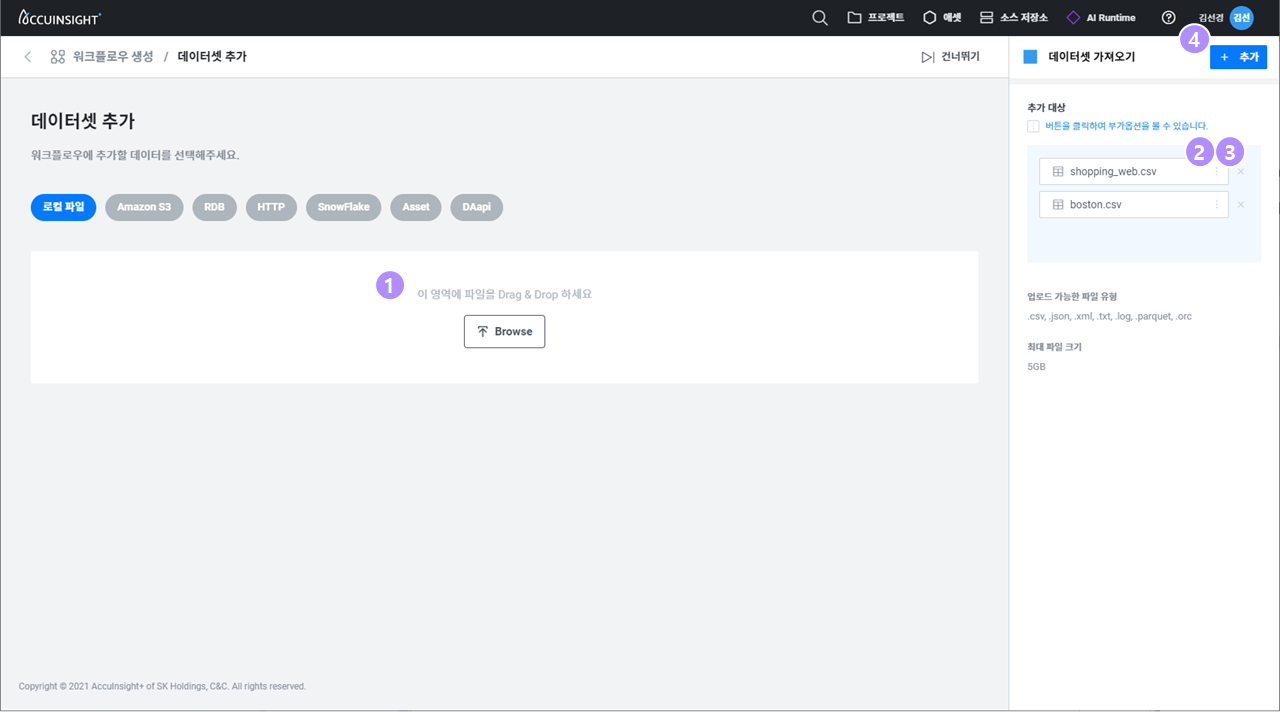 ACCUINSIGHT+
프로젝트
애셋
소스 저장소
AI Runtime
김선경
김선
워크플로우 생성 / 데이터셋 추가
건너뛰기
데이터셋 추가
워크플로우에 추가할 데이터를 선택해주세요.
로컬 파일
Amazon S3
RDB
HTTP
SnowFlake
Asset
DAapi
1
이 영역에 파일을 Drag & Drop 하세요
Browse
4
데이터셋 가져오기
+ 추가
추가 대상
버튼을 클릭하여 부가옵션을 볼 수 있습니다.
2
3
shopping_web.csv
boston.csv
업로드 가능한 파일 유형
.csv, .json, .xml, .txt, .log, .parquet, .orc
최대 파일 크기
5GB
Copyright © 2021 AccuInsight+ of SK Holdings, C&C. All rights reserved.